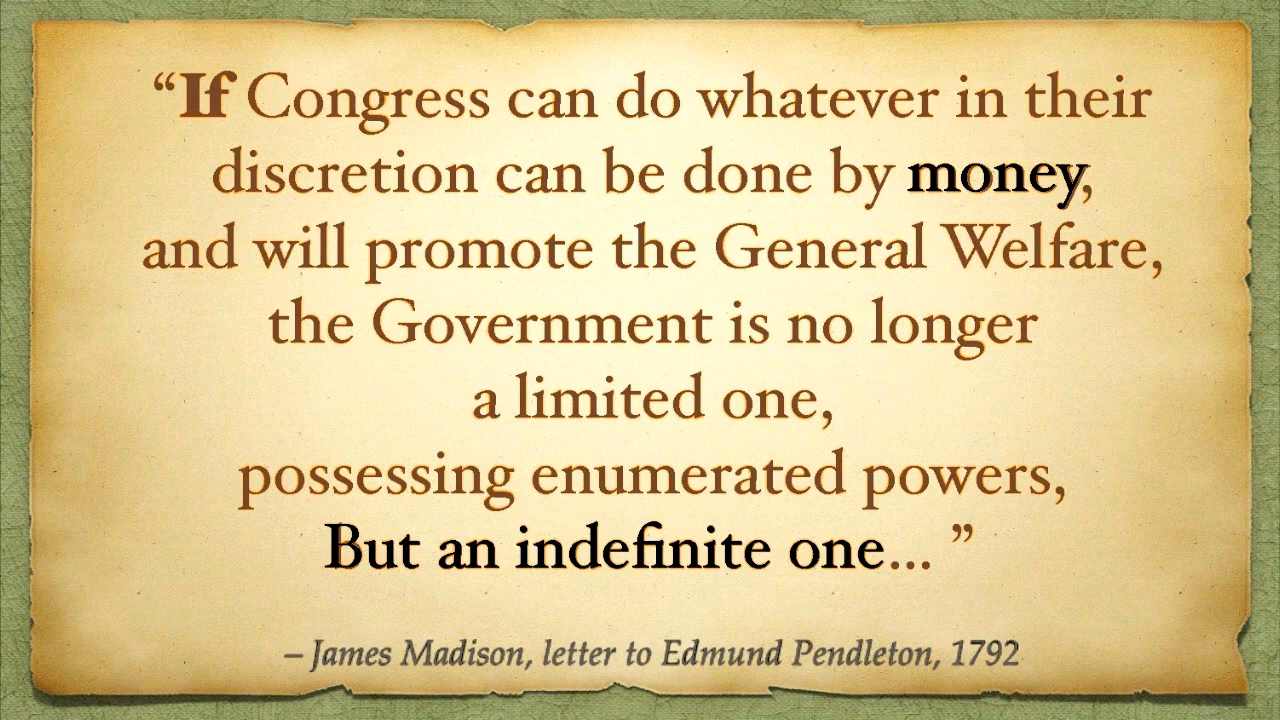 “If Congress can do whatever in their
discretion can be done by money,
and will promote the General Welfare,
the Government is no longer
a limited one,
possessing enumerated powers,
But an indefinite one... ”
– James Madison, letter to Edmund Pendleton, 1792